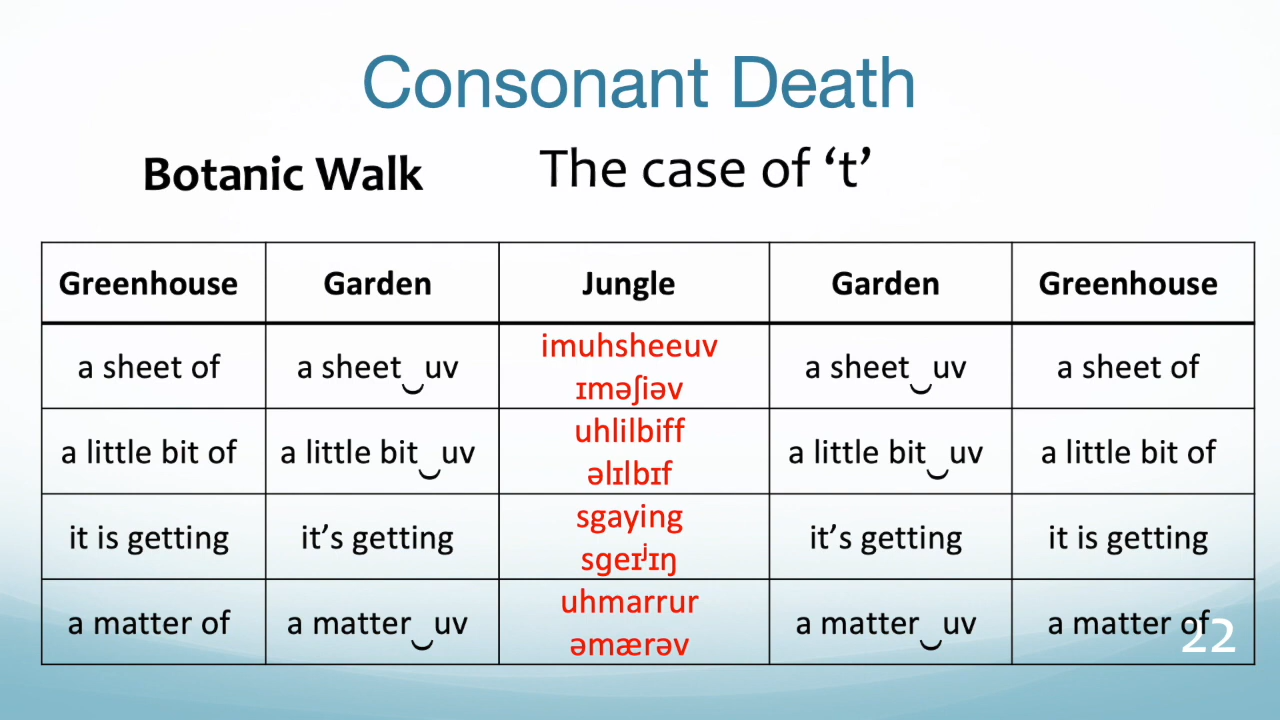 Consonant Death
Botanic Walk
The case of ‘t’
Greenhouse Garden Jungle Garden Greenhouse
a sheet of a sheet‿uv imuhsheeuv ɪməʃiəv a sheet‿uv a sheet of
a little bit of a little bit‿uv uhlilbiff əlɪlbɪf a little bit‿uv a little bit of
it is getting it’s getting sgaying sgeɪʲɪŋ it’s getting it is getting
a matter of a matter‿uv uhmarrur əmærəv a matter‿uv a matter of
22